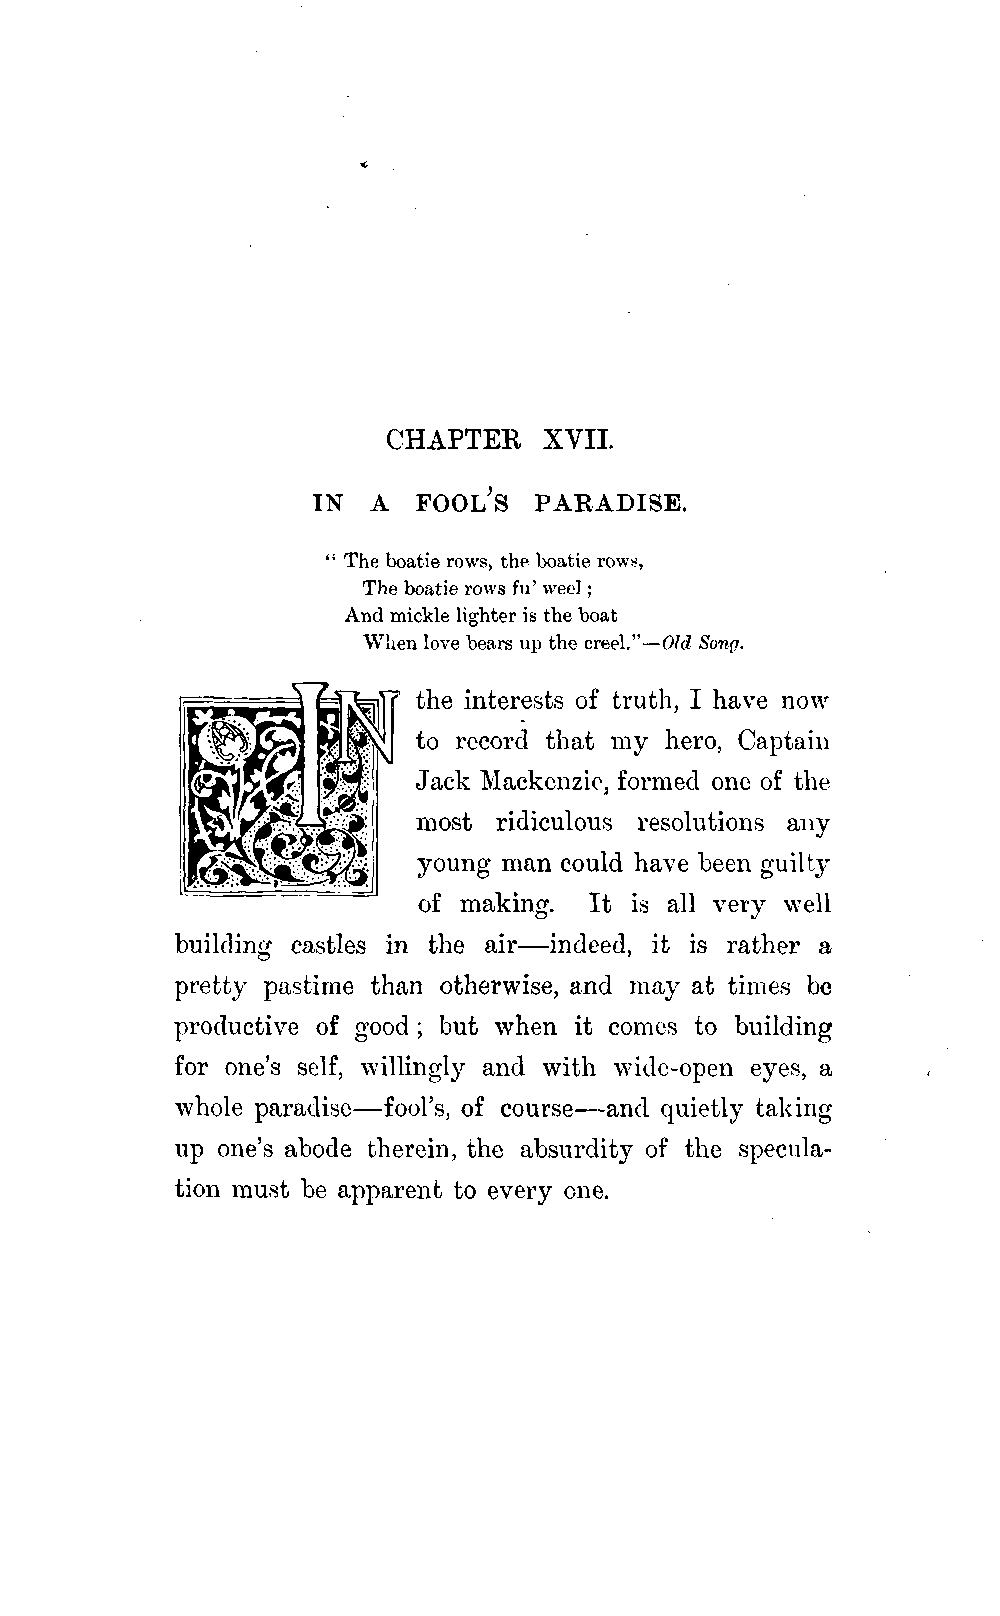 CHAPTER XVII.
IN A FOOL'S PARADISE.
“ The boatie rows, the boatie rows,
The boatie rows fu’ weel ;
And mickle lighter is the boat
When love bears up the creel.”—Old Song.
IN the interests of truth, I have now
to record that my hero, Captain
Jack Mackenzie, formed one of the
most ridiculous resolutions any
young man could have been guilty
of making. It is all very well
building castles in the air—indeed, it is rather a
pretty pastime than otherwise, and may at times be
productive of good ; but when it comes to building
for one’s self, willingly and with wide-open eyes, a
whole paradise—fool’s, of course—and quietly taking
up one’s abode therein, the absurdity of the specula-
tion must be apparent to every one.